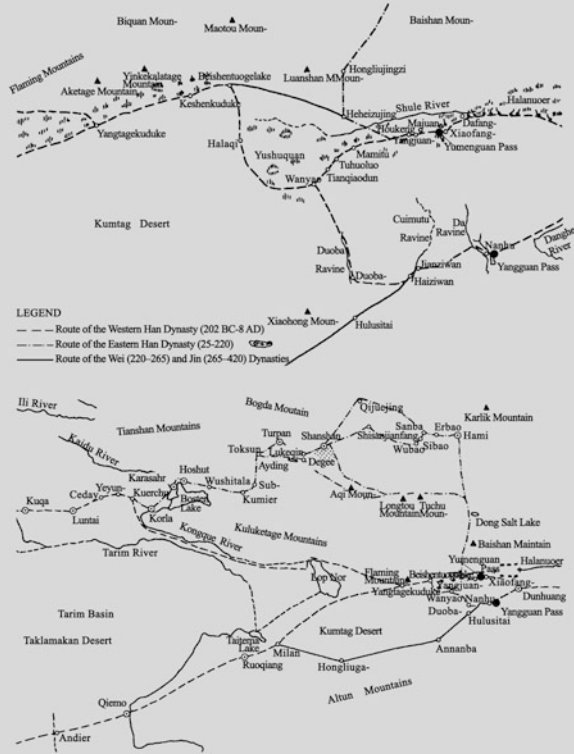 Biquan Moun-
Maotou Moun-
Baishan Moun-
Flaming Mountains
Yinkekalatage
Mountain
Beishentuogelake
Luanshan MMoun-
Hongliujingzi
Aketage Mountain
Keshenkuduke
Heheizujing
Shule River
Halanuoer
Yangtagekuduke
Majuan
Dafang-
Houkeng
Xiaofang-
Halaqi
Yangjuan-
Yumenguan Pass
Yushuquan
Mamitu
Tuhuoluo
Wanyao
Tianqiaodun
Kumtag Desert
Cuimutu
Ravine
Da
Ravine
Nanhu
Danghe
River
Duoba
Ravine
Duoba-
Jianziwan
Haiziwan
Yangguan Pass
Xiaohong Moun-
Hulusitai
LEGEND
Route of the Western Han Dynasty (202 BC-8 AD)
Route of the Eastern Han Dynasty (25-220)
Route of the Wei (220–265) and Jin (265–420) Dynasties
Ili River
Tianshan Mountains
Bogda Moutain
Qijuejing
Karlik Mountain
Kaidu River
Turpan
Shanshan
Sanba
Erbao
Toksun
Lukeqin
Shisanjianfang
Hami
Hoshut
Ayding
Degee
Wubao
Sibao
Karasahr
Wushitala
Sub-
Yeyun-
Kuerchu
Kumier
Aqi Moun-
Ceday
Bosten
Lake
Longtou
Mountain
Tuchu
Moun-
Kuqa
Luntai
Korla
Kongque River
Kuluketage Mountains
Dong Salt Lake
Baishan Maintain
Tarim River
Lop Nor
Flaming
Mountains
Yumenguan
Pass
Halanuoer
Yangjuan-
Xiaofang-
Yangtagekuduke
Dunhuang
Wanyao
Nanhu
Tarim Basin
Duoba-
Yangguan Pass
Hulusitai
Taklamakan Desert
Taitema
Lake
Kumtag Desert
Milan
Annanba
Ruoqiang
Hongliuga-
Altun Mountains
Qiemo
Andier